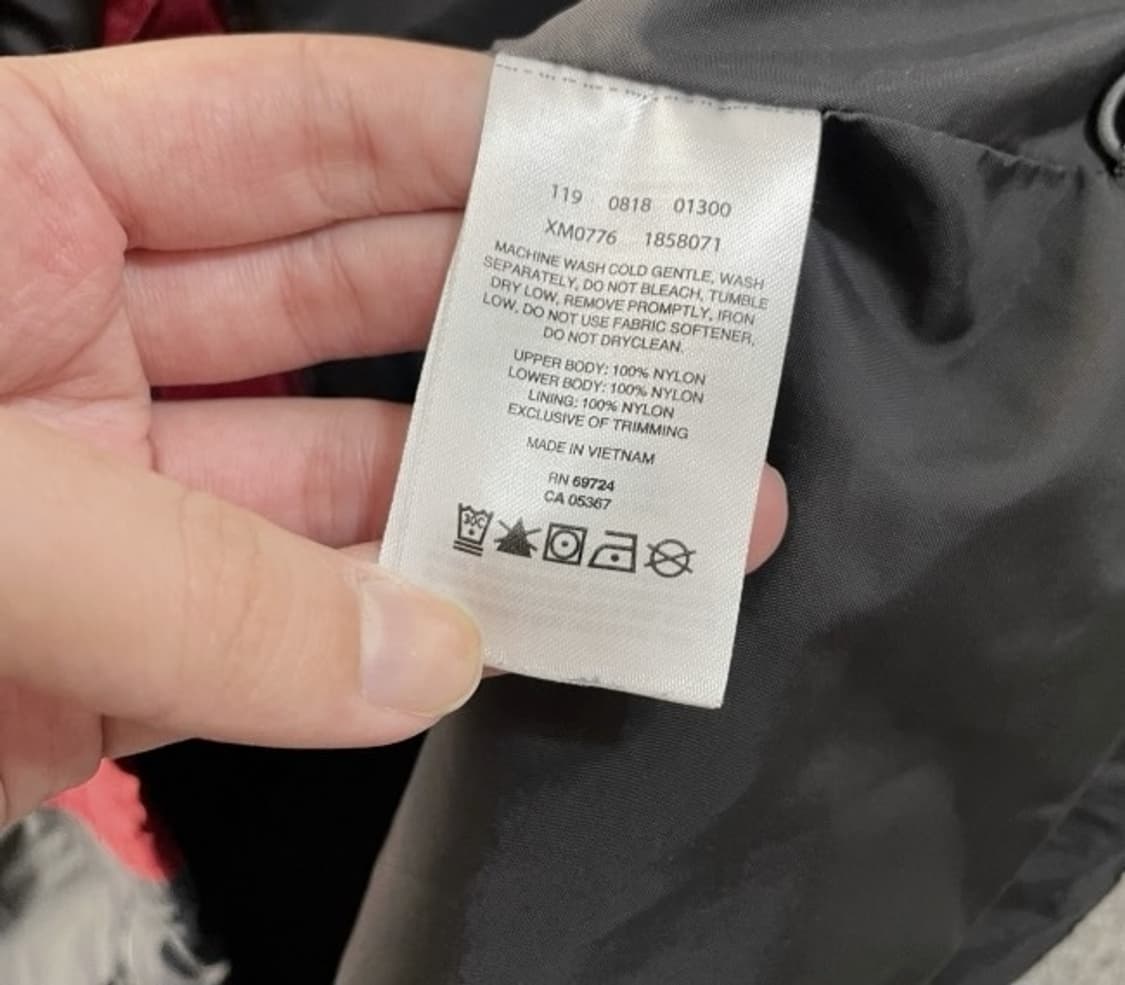 119 0818 01300
XM0776 1858071
MACHINE WASH COLD GENTLE, WASH
SEPARATELY, DO NOT BLEACH, TUMBLE
DRY LOW, REMOVE PROMPTLY, IRON
LOW, DO NOT USE FABRIC SOFTENER,
DO NOT DRYCLEAN.
UPPER BODY: 100% NYLON
LOWER BODY: 100% NYLON
LINING: 100% NYLON
EXCLUSIVE OF TRIMMING
MADE IN VIETNAM
RN 69724
CA 05367
30C